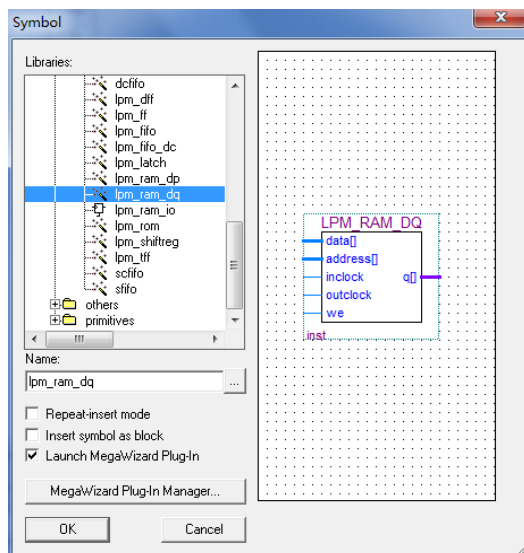 Symbol
Libraries:
dcfifo
lpm_dff
lpm_ff
lpm_fifo
lpm_fifo_dc
lpm_latch
lpm_ram_dp
lpm_ram_dq
lpm_ram_io
lpm_rom
lpm_shiftreg
lpm_tff
scfifo
sfifo
others
primitives
Name:
lpm_ram_dq
...
Repeat-insert mode
Insert symbol as block
Launch MegaWizard Plug-In
MegaWizard Plug-In Manager...
OK
Cancel
LPM_RAM_DQ
data[]
address[]
inclock q[]
outclock
we
inst